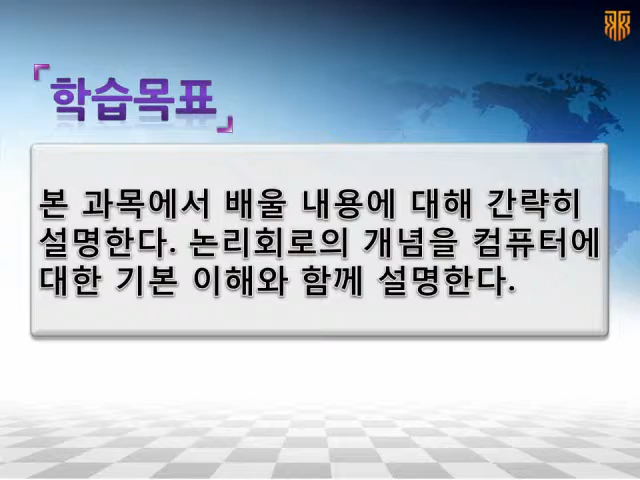 학습목표
본 과목에서 배울 내용에 대해 간략히
설명한다. 논리회로의 개념을 컴퓨터에
대한 기본 이해와 함께 설명한다.